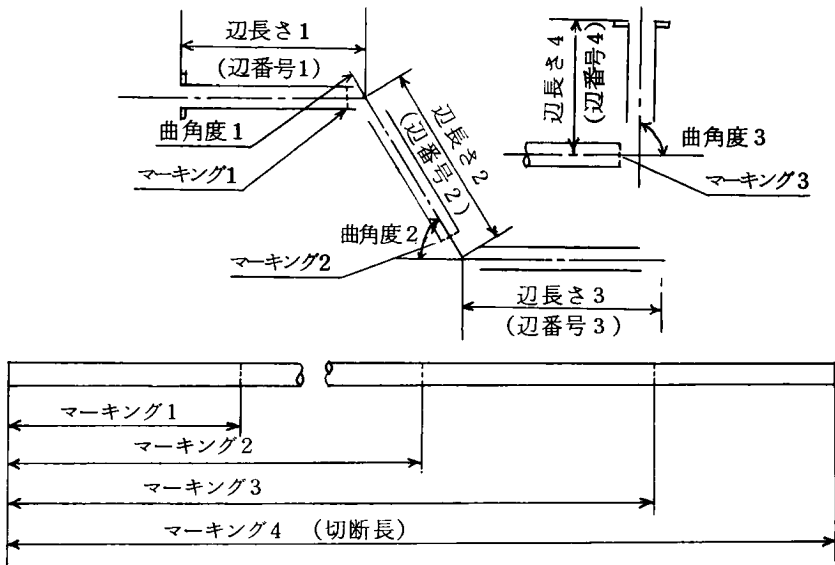 辺長さ1
(辺番号1)
曲角度1
マーキング1
辺長さ2
(辺番号2)
曲角度2
マーキング2
辺長さ4
(辺番号4)
曲角度3
マーキング3
辺長さ3
(辺番号3)
マーキング1
マーキング2
マーキング3
マーキング4 (切断長)